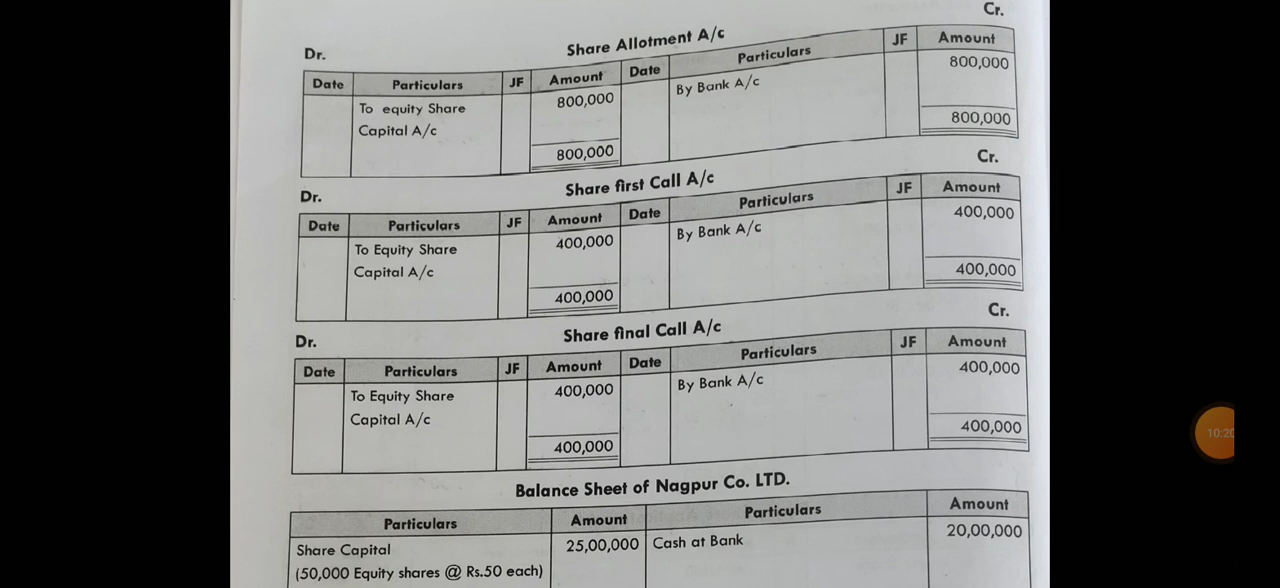 Cr.
Dr.
Share Allotment A/c
Date Particulars JF Amount Date Particulars JF Amount
To equity Share 800,000 By Bank A/c 800,000
Capital A/c
800,000 800,000
Cr.
Dr.
Share first Call A/c
Date Particulars JF Amount Date Particulars JF Amount
To Equity Share 400,000 By Bank A/c 400,000
Capital A/c
400,000 400,000
Cr.
Dr.
Share final Call A/c
Date Particulars JF Amount Date Particulars JF Amount
To Equity Share 400,000 By Bank A/c 400,000
Capital A/c
400,000 400,000
Balance Sheet of Nagpur Co. LTD.
Particulars Amount Particulars Amount
Share Capital 25,00,000 Cash at Bank 20,00,000
(50,000 Equity shares @ Rs.50 each)